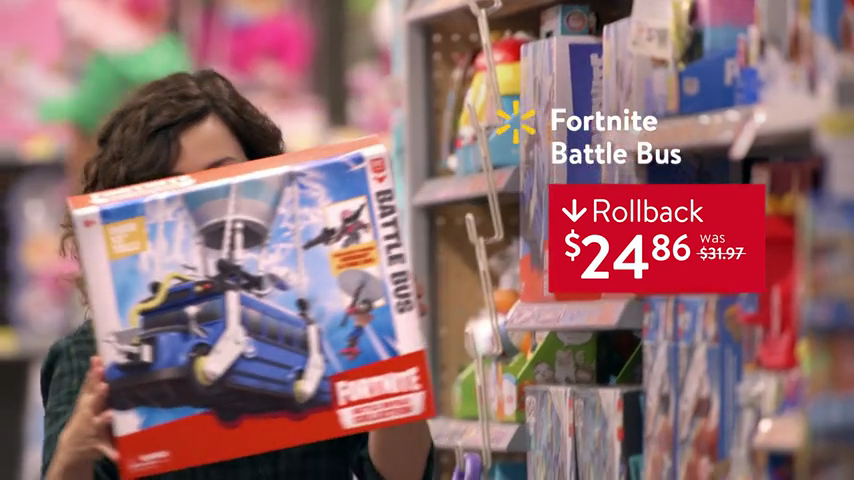 Fortnite
Battle Bus
Rollback
$24.86 was $31.97
BATTLE BUS
FORTNITE